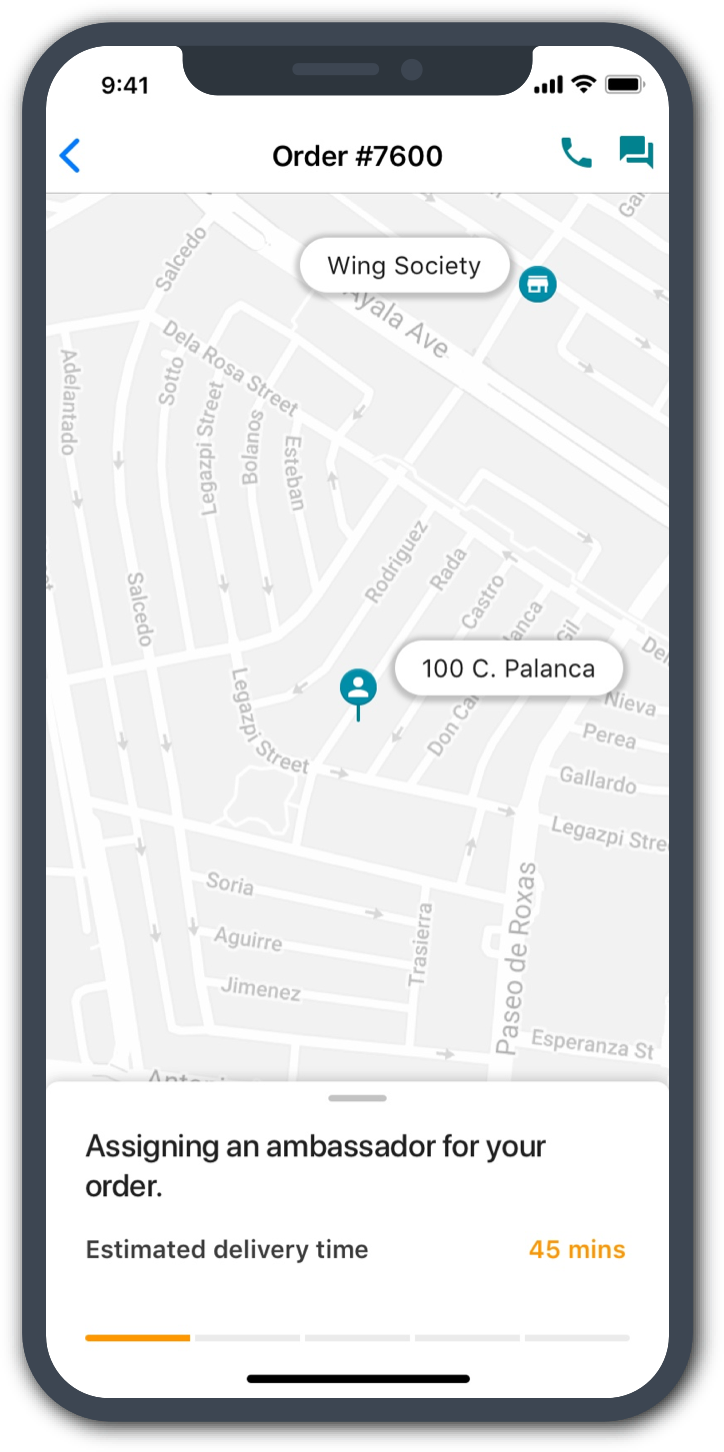 9:41
Order #7600
Salcedo
Wing Society
Ayala Ave
Dela Rosa Street
Adelantado
Sotto
Legazpi Street
Bolanos
Esteban
Rodriguez
Rada
Castro
Salcedo
Gil
100 C. Palanca
Legazpi Street
Nieva
Perea
Gallardo
Legazpi Stre
Soria
Aguirre
Trasierra
Jimenez
Paseo de Roxas
Esperanza St
Assigning an ambassador for your
order.
Estimated delivery time
45 mins